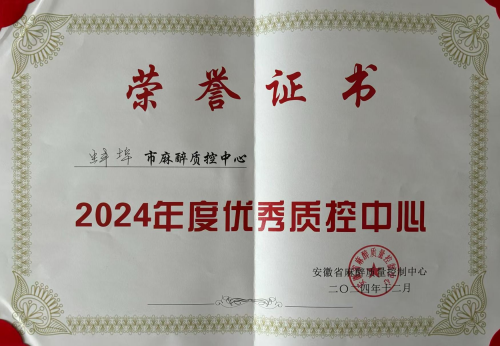 荣誉证书
蚌埠市麻醉质控中心
2024年度优秀质控中心
安徽省麻醉质量控制中心
二〇二四年十二月